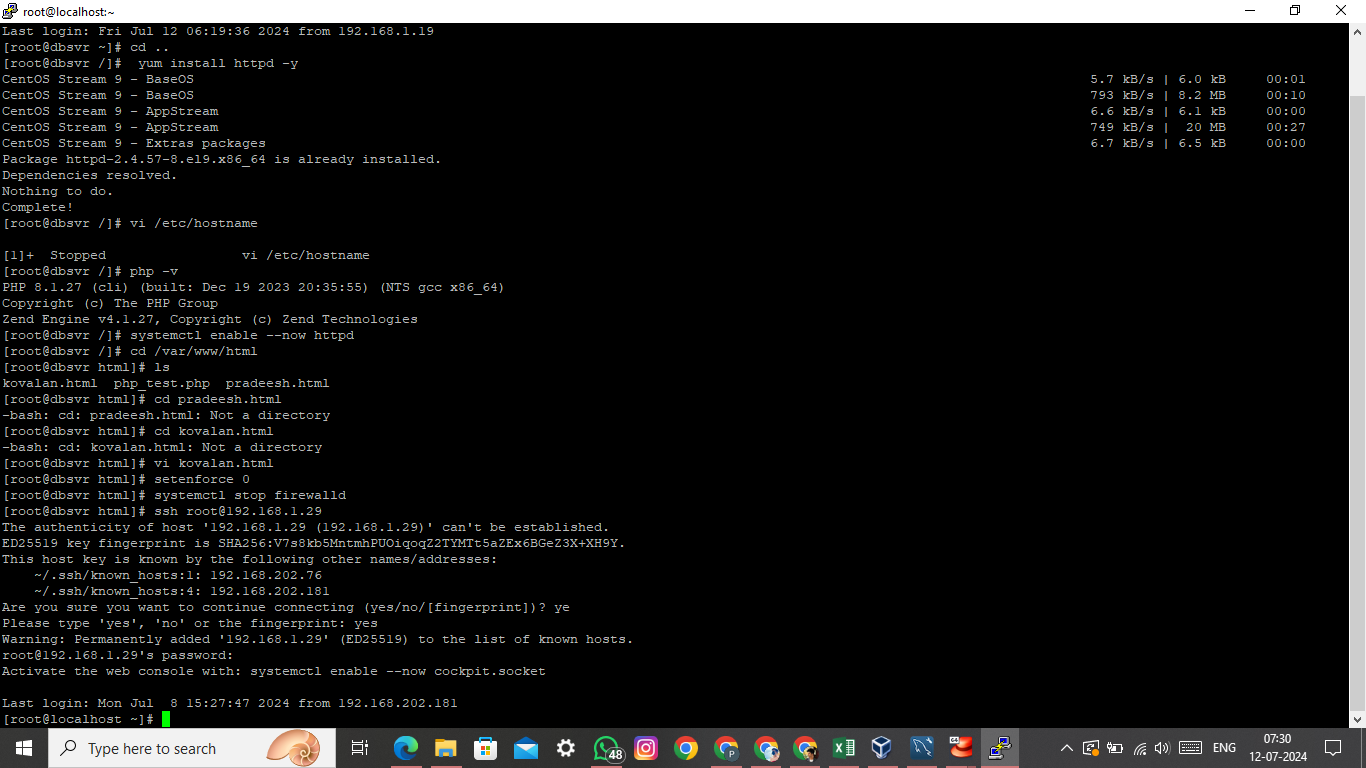 root@localhost:~
Last login: Fri Jul 12 06:19:36 2024 from 192.168.1.19
[root@dbsvr ~]# cd ..
[root@dbsvr /]#  yum install httpd -y
CentOS Stream 9 - BaseOS 5.7 kB/s | 6.0 kB 00:01
CentOS Stream 9 - BaseOS 793 kB/s | 8.2 MB 00:10
CentOS Stream 9 - AppStream 6.6 kB/s | 6.1 kB 00:00
CentOS Stream 9 - AppStream 749 kB/s |  20 MB 00:27
CentOS Stream 9 - Extras packages 6.7 kB/s | 6.5 kB 00:00
Package httpd-2.4.57-8.el9.x86_64 is already installed.
Dependencies resolved.
Nothing to do.
Complete!
[root@dbsvr /]# vi /etc/hostname
[1]+  Stopped                 vi /etc/hostname
[root@dbsvr /]# php -v
PHP 8.1.27 (cli) (built: Dec 19 2023 20:35:55) (NTS gcc x86_64)
Copyright (c) The PHP Group
Zend Engine v4.1.27, Copyright (c) Zend Technologies
[root@dbsvr /]# systemctl enable --now httpd
[root@dbsvr /]# cd /var/www/html
[root@dbsvr html]# ls
kovalan.html  php_test.php  pradeesh.html
[root@dbsvr html]# cd pradeesh.html
-bash: cd: pradeesh.html: Not a directory
[root@dbsvr html]# cd kovalan.html
-bash: cd: kovalan.html: Not a directory
[root@dbsvr html]# vi kovalan.html
[root@dbsvr html]# setenforce 0
[root@dbsvr html]# systemctl stop firewalld
[root@dbsvr html]# ssh root@192.168.1.29
The authenticity of host '192.168.1.29 (192.168.1.29)' can't be established.
ED25519 key fingerprint is SHA256:V7s8kb5MntmhPUOiqoqZ2TYMTt5aZEx6BGeZ3X+XH9Y.
This host key is known by the following other names/addresses:
    ~/.ssh/known_hosts:1: 192.168.202.76
    ~/.ssh/known_hosts:4: 192.168.202.181
Are you sure you want to continue connecting (yes/no/[fingerprint])? ye
Please type 'yes', 'no' or the fingerprint: yes
Warning: Permanently added '192.168.1.29' (ED25519) to the list of known hosts.
root@192.168.1.29's password:
Activate the web console with: systemctl enable --now cockpit.socket
Last login: Mon Jul  8 15:27:47 2024 from 192.168.202.181
[root@localhost ~]#
Type here to search
48
P
ENG
07:30
12-07-2024